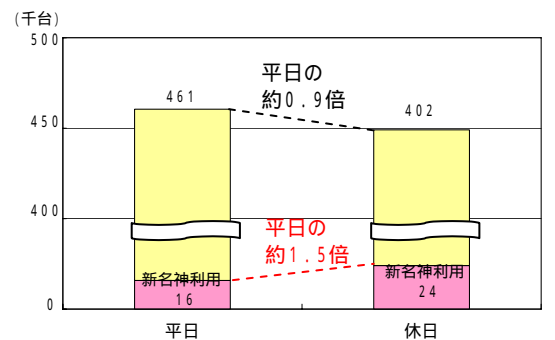 (千台)
500
450
400
0
461
平日の
約0.9倍
402
平日の
約1.5倍
新名神利用
16
新名神利用
24
平日
休日